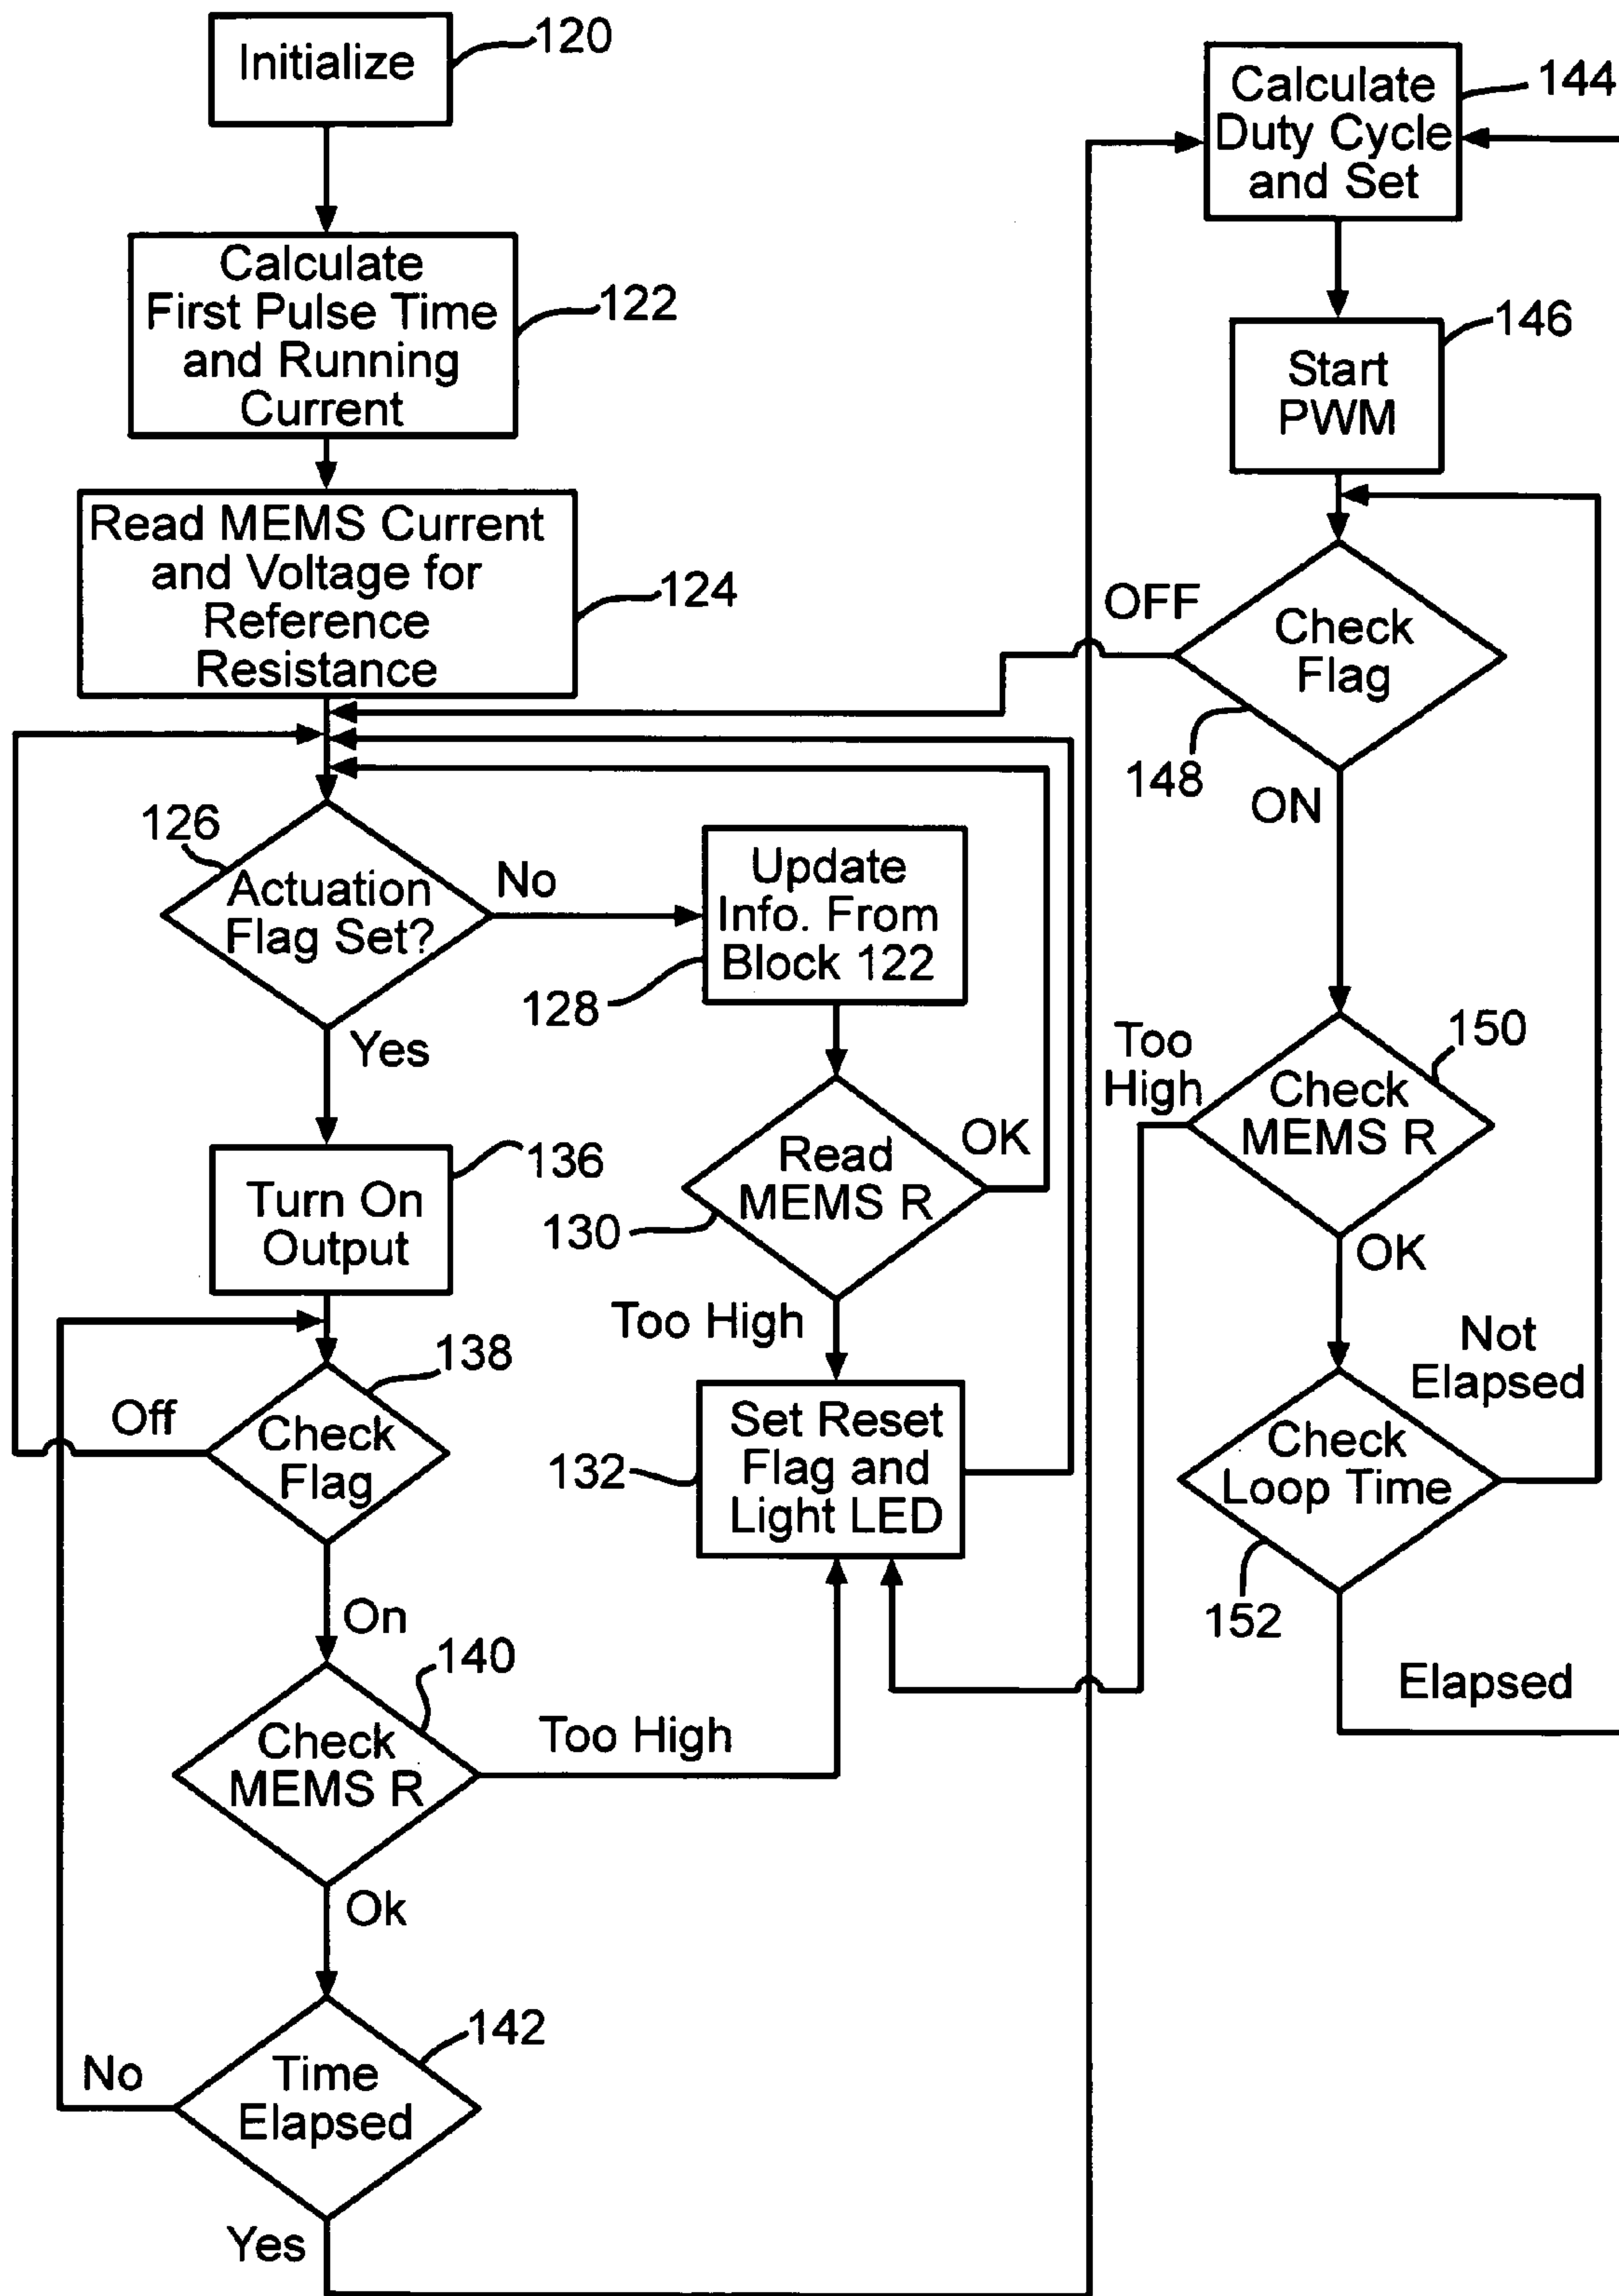 Initialize
120
Calculate
First Pulse Time
and Running
Current
122
Read MEMS Current
and Voltage for
Reference
Resistance
124
126
Actuation
Flag Set?
No
Yes
Update
Info. From
Block 122
128
Read
MEMS R
130
OK
Too High
Set Reset
Flag and
Light LED
132
Turn On
Output
136
138
Check
Flag
Off
On
140
Check
MEMS R
Too High
Ok
142
Time
Elapsed
No
Yes
Calculate
Duty Cycle
and Set
144
Start
PWM
146
OFF
Check
Flag
148
ON
Too
High
Check
MEMS R
150
OK
Not
Elapsed
Check
Loop Time
152
Elapsed